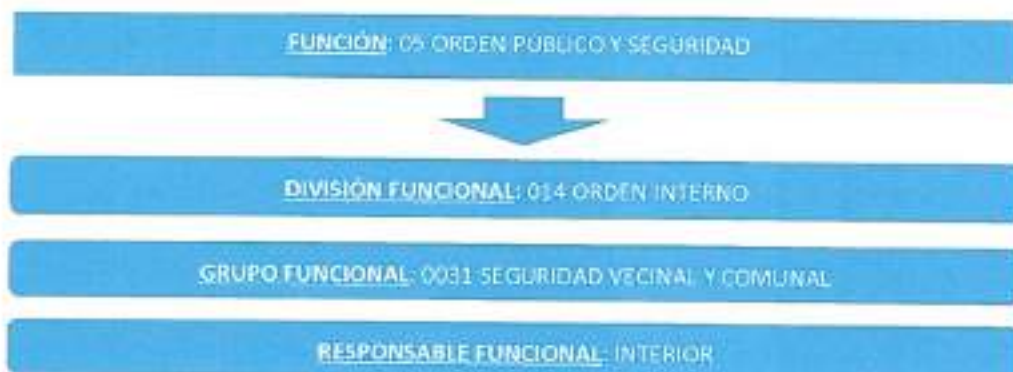 FUNCIÓN: 05 ORDEN PÚBLICO Y SEGURIDAD
DIVISIÓN FUNCIONAL: 014 ORDEN INTERNO
GRUPO FUNCIONAL: 0031 SEGURIDAD VECINAL Y COMUNAL
RESPONSABLE FUNCIONAL: INTERIOR